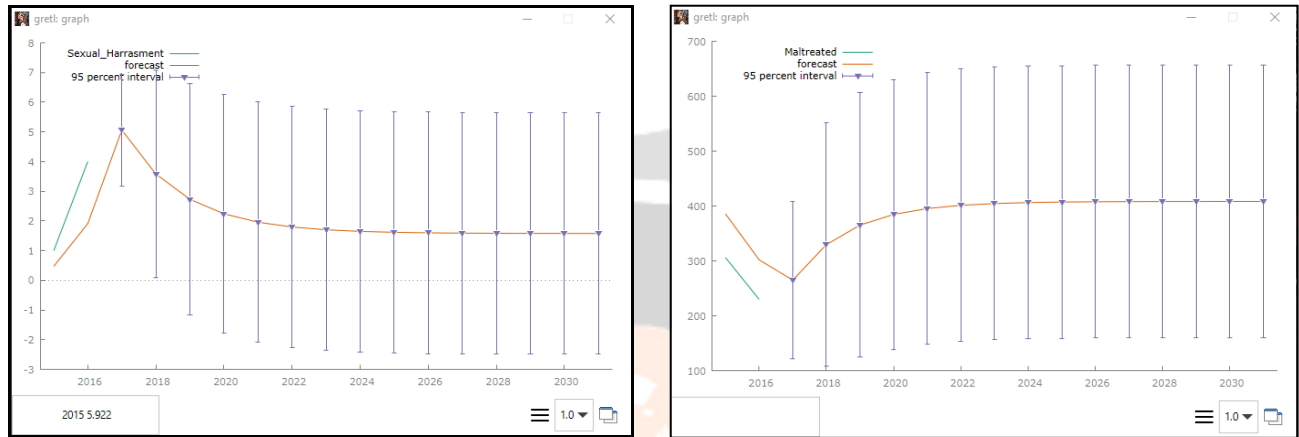 gretl: graph
8
7
6
5
4
3
2
1
0
-1
-2
-3
Sexual_Harrasment
forecast
95 percent interval
2016 2018 2020 2022 2024 2026 2028 2030
2015 5.922
1.0
gretl: graph
700
600
500
400
300
200
100
Maltreated
forecast
95 percent interval
2016 2018 2020 2022 2024 2026 2028 2030
1.0